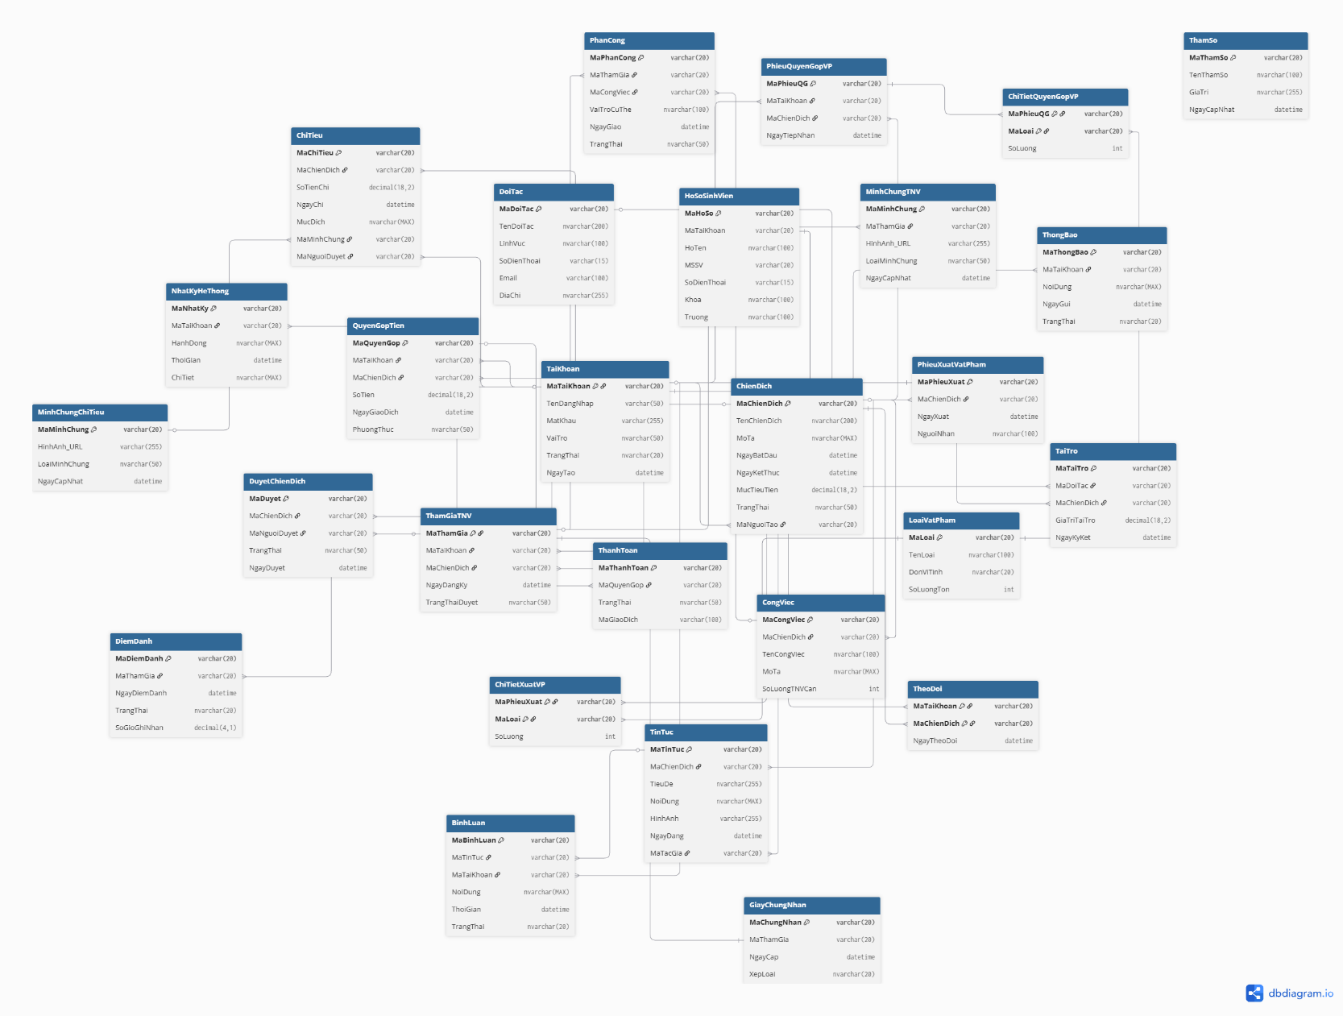 PhanCong
MaPhanCong varchar(20)
MaThamGia varchar(20)
MaCongViec varchar(20)
VaiTroCuThe nvarchar(100)
NgayGiao datetime
TrangThai nvarchar(50)
PhieuQuyenGopVP
MaPhieuQG varchar(20)
MaTaiKhoan varchar(20)
MaChienDich varchar(20)
NgayTiepNhan datetime
ChiTietQuyenGopVP
MaPhieuQG varchar(20)
MaLoai varchar(20)
SoLuong int
ThamSo
MaThamSo varchar(20)
TenThamSo nvarchar(100)
GiaTri nvarchar(255)
NgayCapNhat datetime
ChiTieu
MaChiTieu varchar(20)
MaChienDich varchar(20)
SoTienChi decimal(18,2)
NgayChi datetime
MucDich nvarchar(MAX)
MaMinhChung varchar(20)
MaNguoiDuyet varchar(20)
DoiTac
MaDoiTac varchar(20)
TenDoiTac nvarchar(200)
LinhVuc nvarchar(100)
SoDienThoai varchar(15)
Email varchar(100)
DiaChi nvarchar(255)
HoSoSinhVien
MaHoSo varchar(20)
MaTaiKhoan varchar(20)
HoTen nvarchar(100)
MSSV varchar(20)
SoDienThoai varchar(15)
Khoa nvarchar(100)
Truong nvarchar(100)
MinhChungTNV
MaMinhChung varchar(20)
MaThamGia varchar(20)
HinhAnh_URL varchar(255)
LoaiMinhChung nvarchar(50)
NgayCapNhat datetime
ThongBao
MaThongBao varchar(20)
MaTaiKhoan varchar(20)
NoiDung nvarchar(MAX)
NgayGui datetime
TrangThai nvarchar(20)
NhatKyHeThong
MaNhatKy varchar(20)
MaTaiKhoan varchar(20)
HanhDong nvarchar(MAX)
ThoiGian datetime
ChiTiet nvarchar(MAX)
QuyenGopTien
MaQuyenGop varchar(20)
MaTaiKhoan varchar(20)
MaChienDich varchar(20)
SoTien decimal(18,2)
NgayGiaoDich datetime
PhuongThuc nvarchar(50)
TaiKhoan
MaTaiKhoan varchar(20)
TenDangNhap varchar(50)
MatKhau varchar(255)
VaiTro nvarchar(50)
TrangThai nvarchar(20)
NgayTao datetime
ChienDich
MaChienDich varchar(20)
TenChienDich nvarchar(200)
MoTa nvarchar(MAX)
NgayBatDau datetime
NgayKetThuc datetime
MucTieuTien decimal(18,2)
TrangThai nvarchar(50)
MaNguoiTao varchar(20)
PhieuXuatVatPham
MaPhieuXuat varchar(20)
MaChienDich varchar(20)
NgayXuat datetime
NguoiNhan nvarchar(100)
MinhChungChiTieu
MaMinhChung varchar(20)
HinhAnh_URL varchar(255)
LoaiMinhChung nvarchar(50)
NgayCapNhat datetime
TaiTro
MaTaiTro varchar(20)
MaDoiTac varchar(20)
MaChienDich varchar(20)
GiaTriTaiTro decimal(18,2)
NgayKyKet datetime
DuyetChienDich
MaDuyet varchar(20)
MaChienDich varchar(20)
MaNguoiDuyet varchar(20)
TrangThai nvarchar(50)
NgayDuyet datetime
ThamGiaTNV
MaThamGia varchar(20)
MaTaiKhoan varchar(20)
MaChienDich varchar(20)
NgayDangKy datetime
TrangThaiDuyet nvarchar(50)
LoaiVatPham
MaLoai varchar(20)
TenLoai nvarchar(100)
DonViTinh nvarchar(20)
SoLuongTon int
ThanhToan
MaThanhToan varchar(20)
MaQuyenGop varchar(20)
TrangThai nvarchar(50)
MaGiaoDich varchar(100)
CongViec
MaCongViec varchar(20)
MaChienDich varchar(20)
TenCongViec nvarchar(100)
MoTa nvarchar(MAX)
SoLuongTNVCan int
DiemDanh
MaDiemDanh varchar(20)
MaThamGia varchar(20)
NgayDiemDanh datetime
TrangThai nvarchar(20)
SoGioGhiNhan decimal(4,1)
ChiTietXuatVP
MaPhieuXuat varchar(20)
MaLoai varchar(20)
SoLuong int
TheoDoi
MaTaiKhoan varchar(20)
MaChienDich varchar(20)
NgayTheoDoi datetime
TinTuc
MaTinTuc varchar(20)
MaChienDich varchar(20)
TieuDe nvarchar(255)
NoiDung nvarchar(MAX)
HinhAnh varchar(255)
NgayDang datetime
MaTacGia varchar(20)
BinhLuan
MaBinhLuan varchar(20)
MaTinTuc varchar(20)
MaTaiKhoan varchar(20)
NoiDung nvarchar(MAX)
ThoiGian datetime
TrangThai nvarchar(20)
GiayChungNhan
MaChungNhan varchar(20)
MaThamGia varchar(20)
NgayCap datetime
XepLoai nvarchar(20)
dbdiagram.io